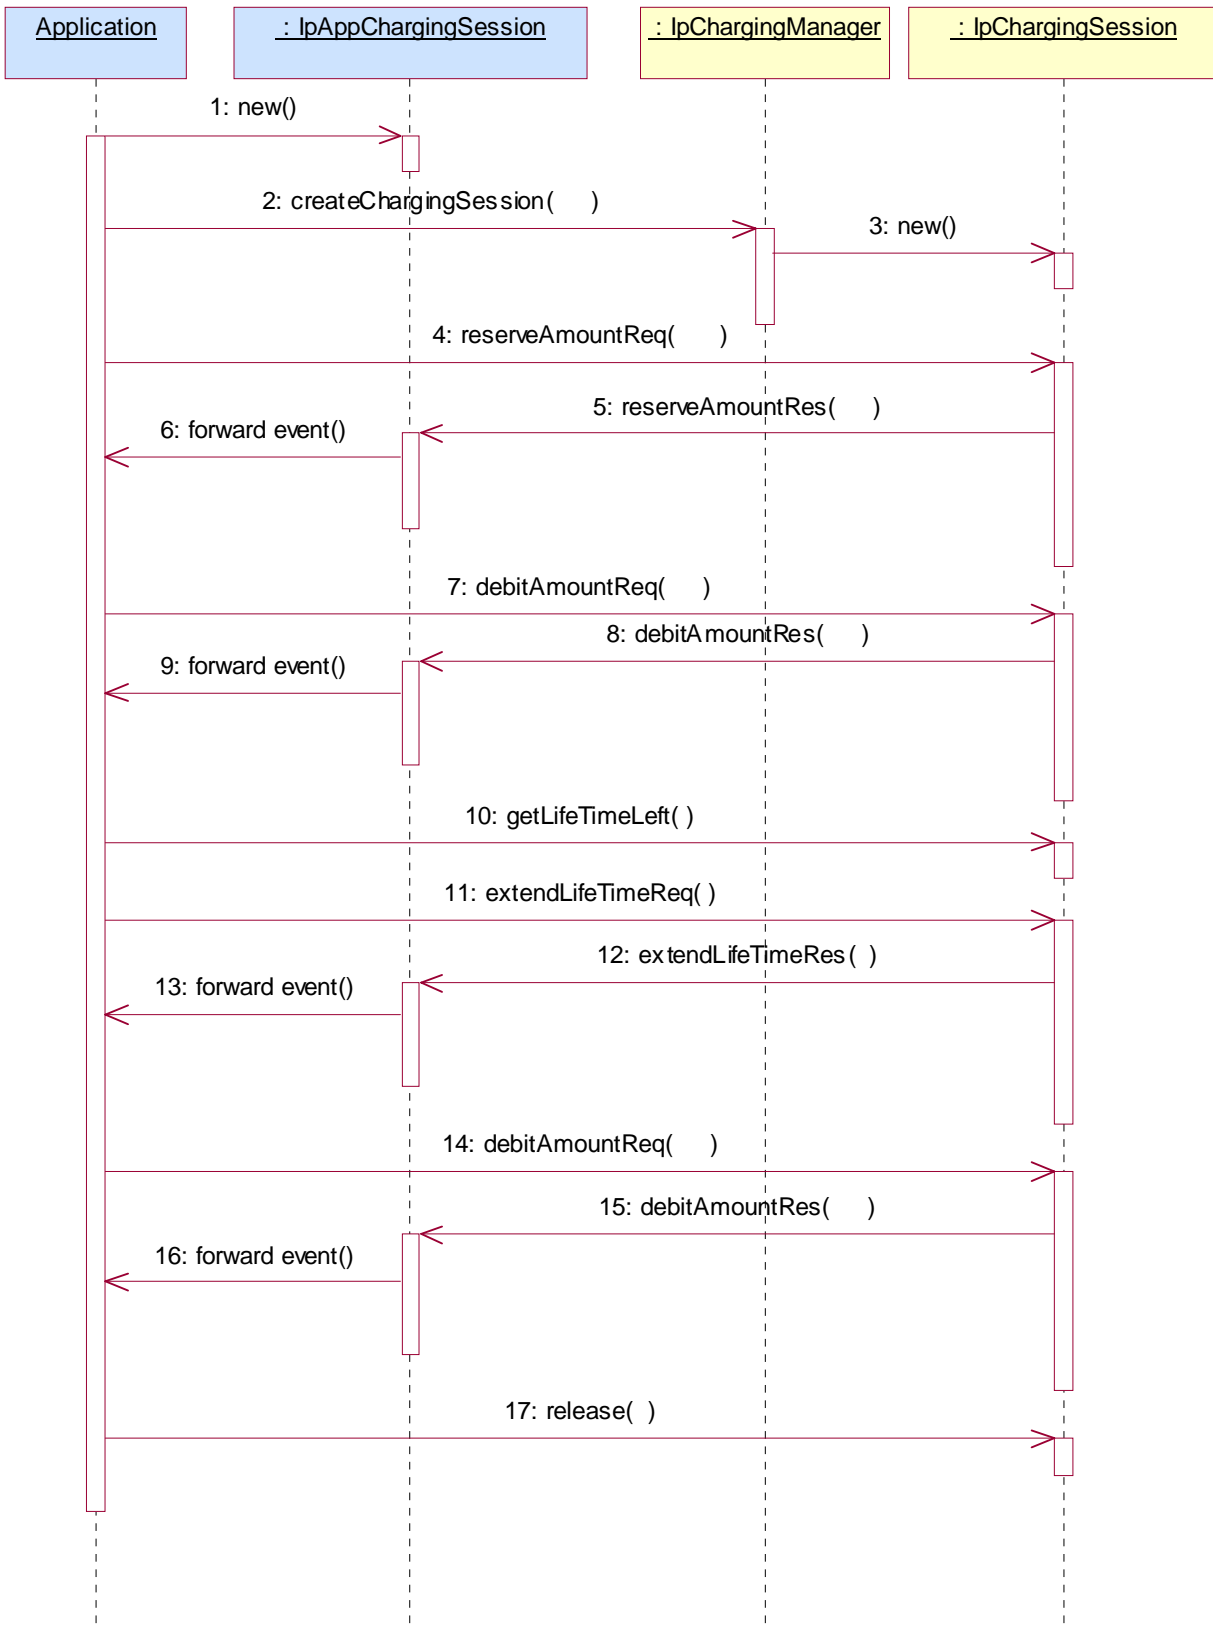 Application
: IpAppChargingSession
: IpChargingManager
: IpChargingSession
1: new()
2: createChargingSession( )
3: new()
4: reserveAmountReq( )
5: reserveAmountRes( )
6: forward event()
7: debitAmountReq( )
8: debitAmountRes( )
9: forward event()
10: getLifeTimeLeft( )
11: extendLifeTimeReq( )
12: extendLifeTimeRes( )
13: forward event()
14: debitAmountReq( )
15: debitAmountRes( )
16: forward event()
17: release( )